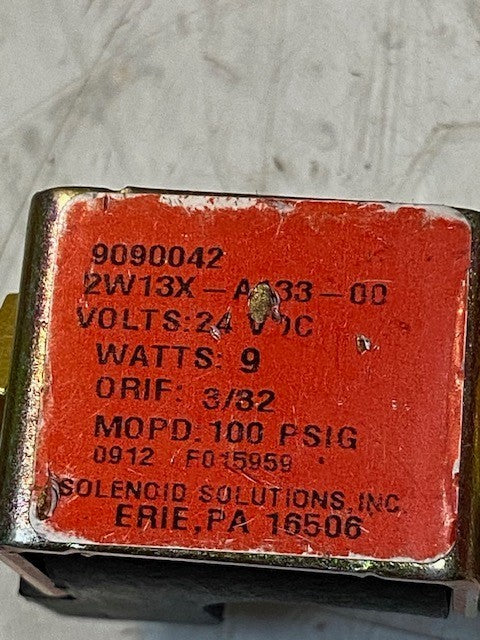 9090042
VOLTS: 24
WATTS: 9
ORIF: 3/32
MOPD: 100 PSIG
0912 F015959
SOLENOID SOLUTIONS, INC.
ERIE, PA 16506